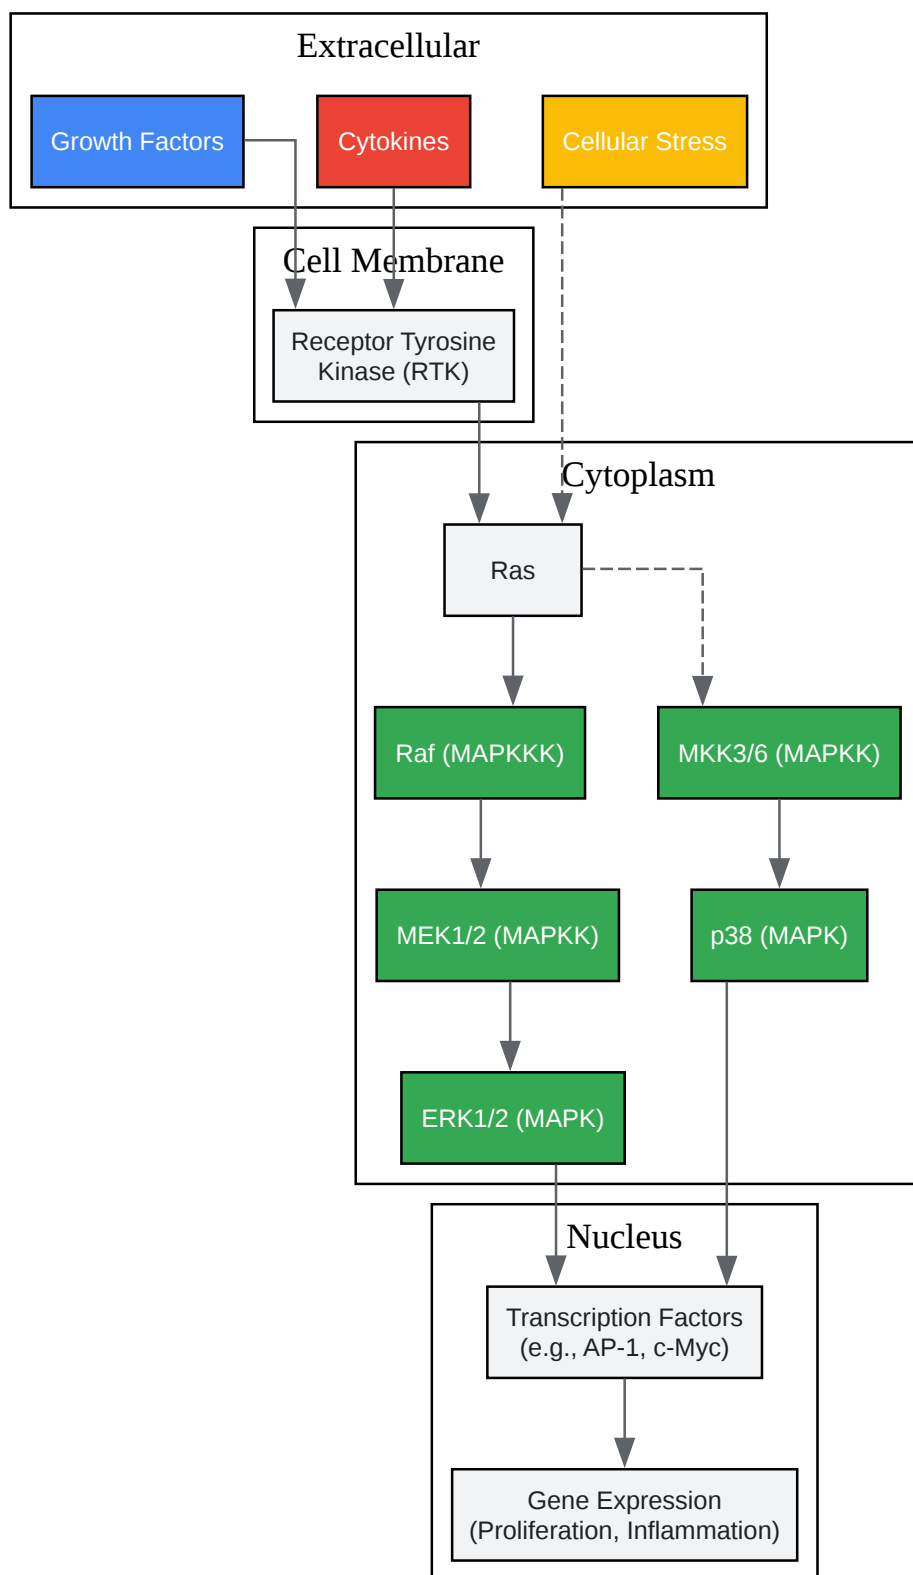 Extracellular
Growth Factors
Cytokines
Cellular Stress
Cell Membrane
Receptor Tyrosine
Kinase (RTK)
Cytoplasm
Ras
Raf (MAPKKK)
MKK3/6 (MAPKK)
MEK1/2 (MAPKK)
p38 (MAPK)
ERK1/2 (MAPK)
Nucleus
Transcription Factors
(e.g., AP-1, c-Myc)
Gene Expression
(Proliferation, Inflammation)